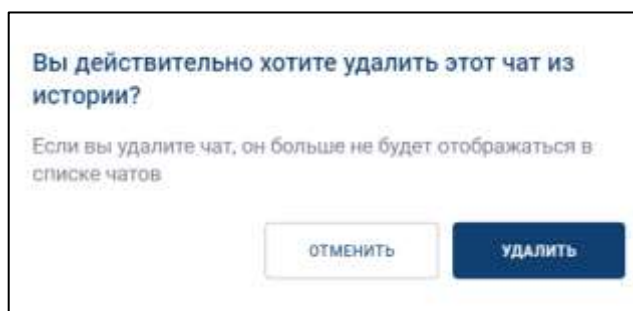 Вы действительно хотите удалить этот чат из
истории?
Если вы удалите чат, он больше не будет отображаться в
списке чатов
ОТМЕНИТЬ УДАЛИТЬ